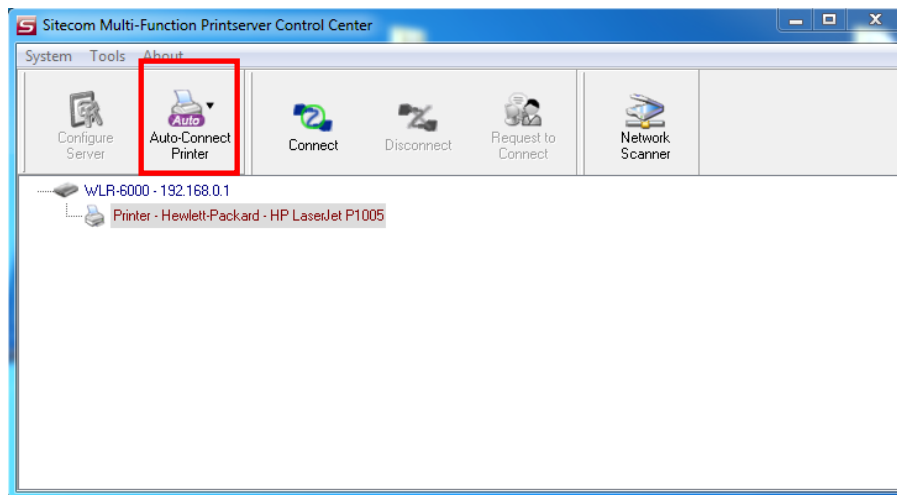 Sitecom Multi-Function Printserver Control Center
System Tools About
Configure
Server
Auto
Auto-Connect
Printer
Connect
Disconnect
Request to
Connect
Network
Scanner
WLR-6000 - 192.168.0.1
Printer - Hewlett-Packard - HP LaserJet P1005